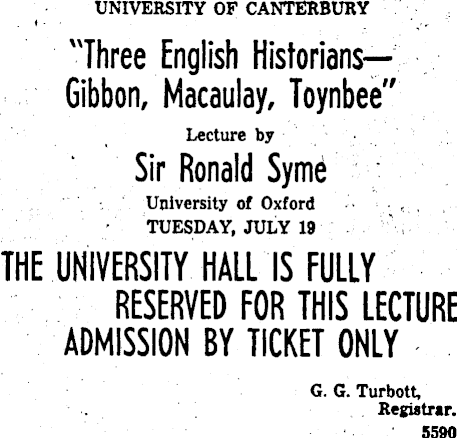 UNIVERSITY OF CANTERBURY
"Three English Historians—
Gibbon, Macaulay, Toynbee"
Lecture by
Sir Ronald Syme
University of Oxford
TUESDAY, JULY 19
THE UNIVERSITY HALL IS FULLY
RESERVED FOR THIS LECTURE
ADMISSION BY TICKET ONLY
G. G. Turbott,
Registrar.
5590